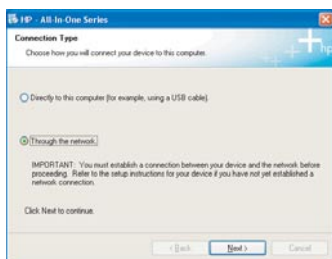 HP - All-In-One Series
Connection Type
Choose how you will connect your device to this computer.
hp
Directly to this computer (for example, using a USB cable).
Through the network.
IMPORTANT: You must establish a connection between your device and the network before
proceeding. Refer to the setup instructions for your device if you have not yet established a
network connection.
Click Next to continue.
< Back
Next >
Cancel